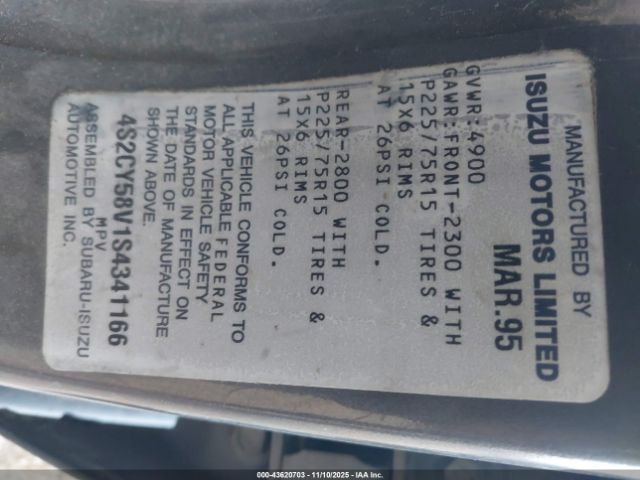 MANUFACTURED BY
ISUZU MOTORS LIMITED
MAR.95
GVWR:4900
GAWR:FRONT-2300 WITH
P225/75R15 TIRES &
15X6 RIMS
AT 26PSI COLD.
REAR-2800 WITH
P225/75R15 TIRES &
15X6 RIMS
AT 26PSI COLD.
THIS VEHICLE CONFORMS TO
ALL APPLICABLE FEDERAL
MOTOR VEHICLE SAFETY
STANDARDS IN EFFECT ON
THE DATE OF MANUFACTURE
SHOWN ABOVE.
4S2CY58V1S4341166
MPV
ASSEMBLED BY SUBARU-ISUZU
AUTOMOTIVE INC.
000-43620703 - 11/10/2025 - IAA Inc.